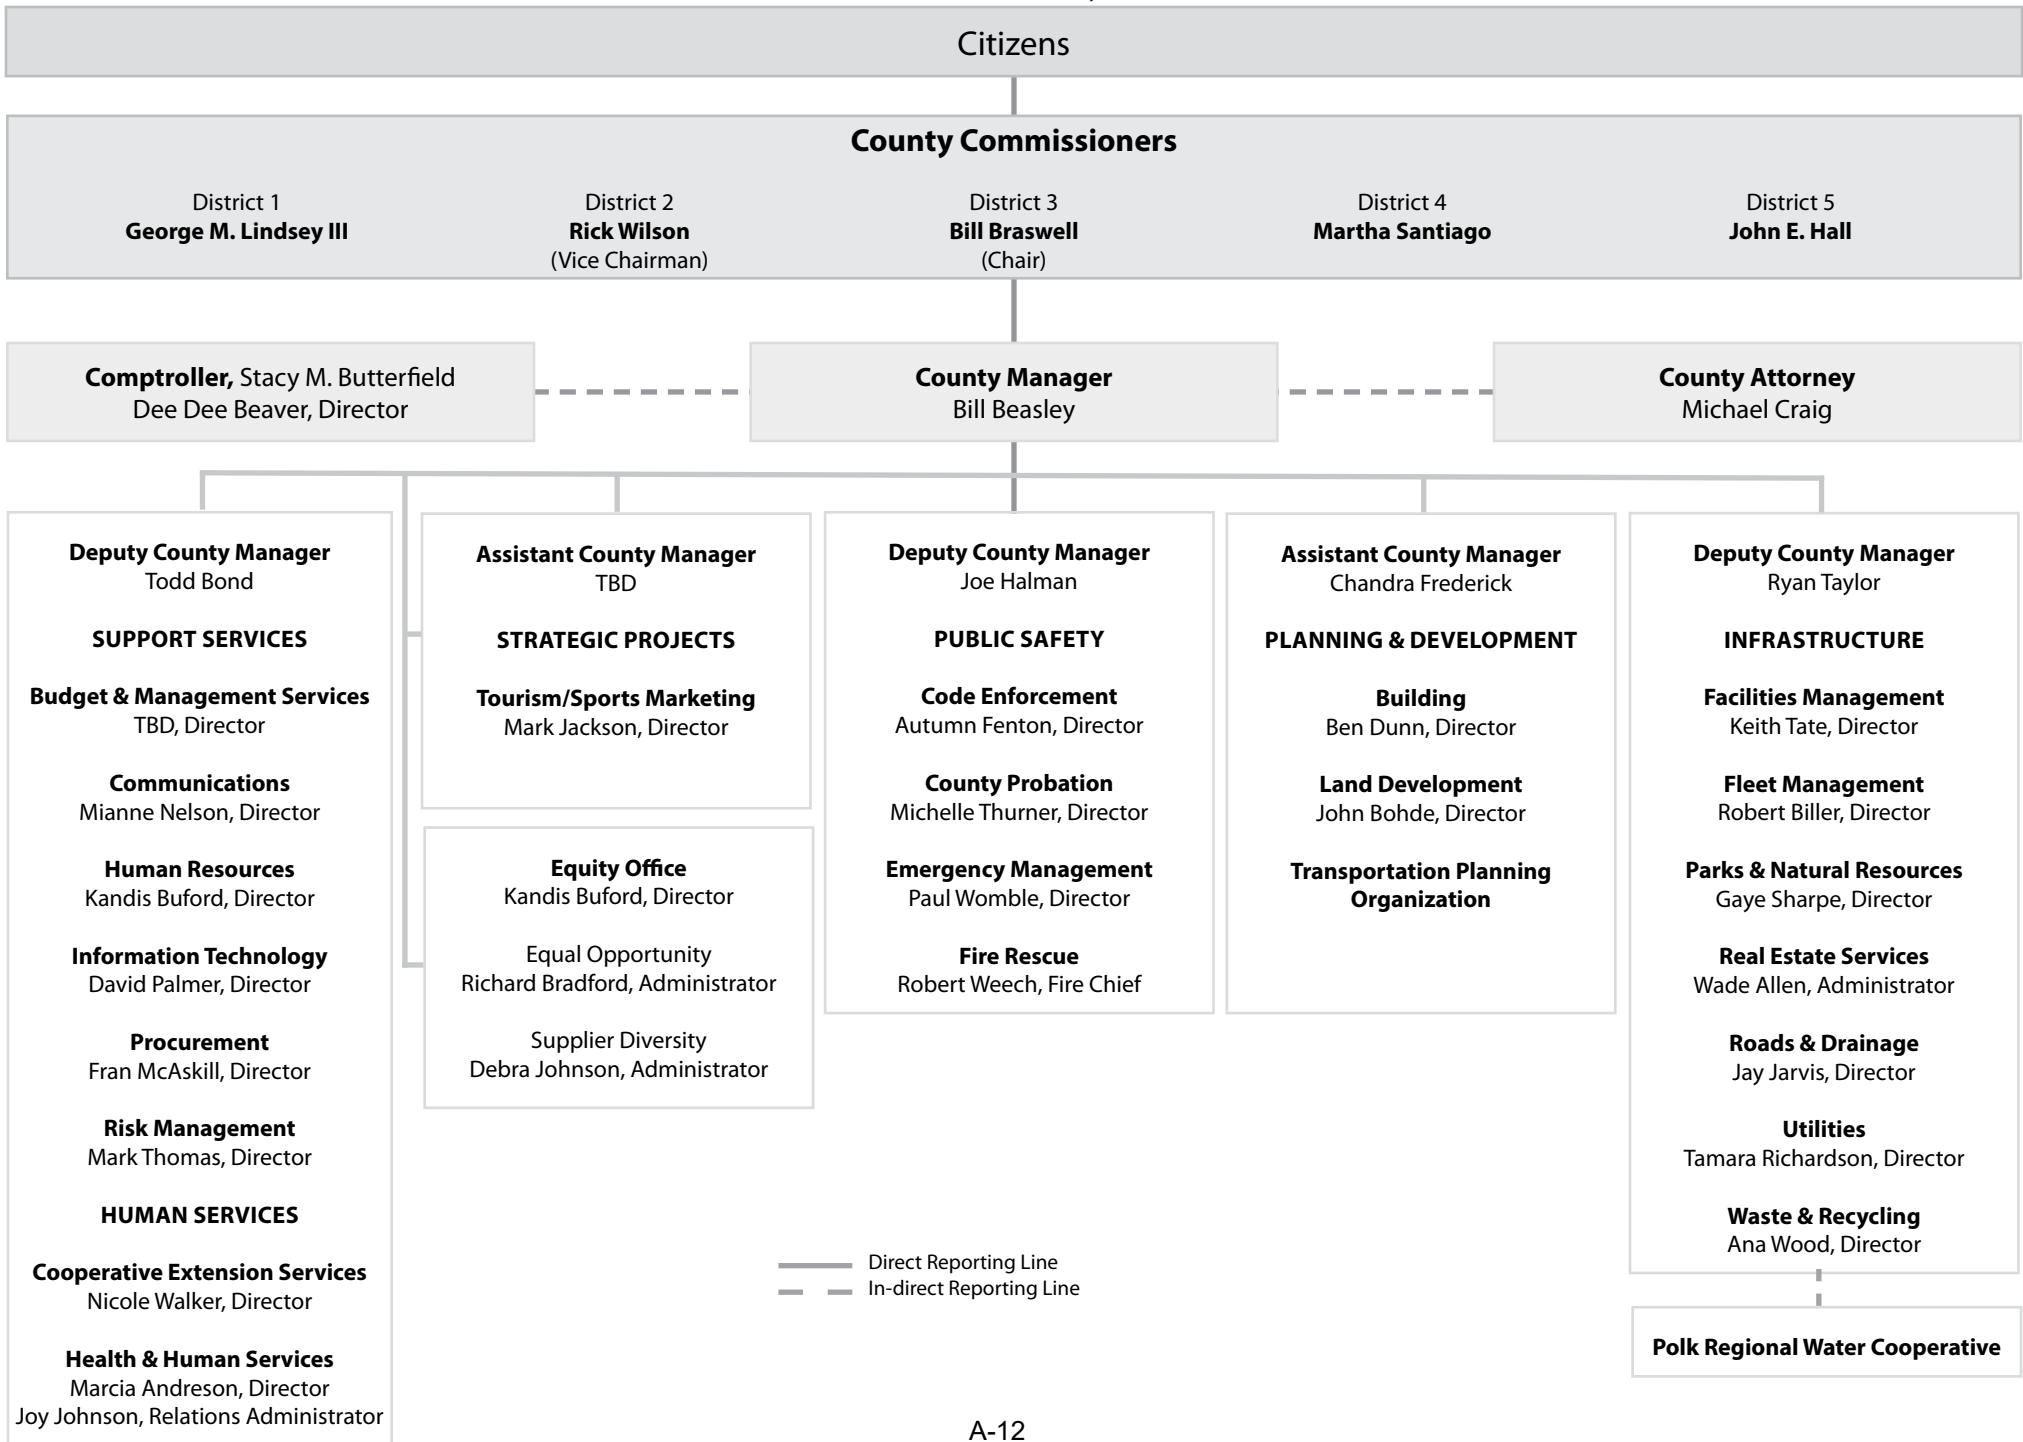 Citizens
County Commissioners
District 1
George M. Lindsey III
District 2
Rick Wilson
(Vice Chairman)
District 3
Bill Braswell
(Chair)
District 4
Martha Santiago
District 5
John E. Hall
Comptroller, Stacy M. Butterfield
Dee Dee Beaver, Director
County Manager
Bill Beasley
County Attorney
Michael Craig
Deputy County Manager
Todd Bond
SUPPORT SERVICES
Budget & Management Services
TBD, Director
Communications
Mianne Nelson, Director
Human Resources
Kandis Buford, Director
Information Technology
David Palmer, Director
Procurement
Fran McAskill, Director
Risk Management
Mark Thomas, Director
HUMAN SERVICES
Cooperative Extension Services
Nicole Walker, Director
Health & Human Services
Marcia Andreson, Director
Joy Johnson, Relations Administrator
Assistant County Manager
TBD
STRATEGIC PROJECTS
Tourism/Sports Marketing
Mark Jackson, Director
Equity Office
Kandis Buford, Director
Equal Opportunity
Richard Bradford, Administrator
Supplier Diversity
Debra Johnson, Administrator
Deputy County Manager
Joe Halman
PUBLIC SAFETY
Code Enforcement
Autumn Fenton, Director
County Probation
Michelle Thurner, Director
Emergency Management
Paul Womble, Director
Fire Rescue
Robert Weech, Fire Chief
Assistant County Manager
Chandra Frederick
PLANNING & DEVELOPMENT
Building
Ben Dunn, Director
Land Development
John Bohde, Director
Transportation Planning
Organization
Deputy County Manager
Ryan Taylor
INFRASTRUCTURE
Facilities Management
Keith Tate, Director
Fleet Management
Robert Biller, Director
Parks & Natural Resources
Gaye Sharpe, Director
Real Estate Services
Wade Allen, Administrator
Roads & Drainage
Jay Jarvis, Director
Utilities
Tamara Richardson, Director
Waste & Recycling
Ana Wood, Director
Polk Regional Water Cooperative
Direct Reporting Line
In-direct Reporting Line
A-12